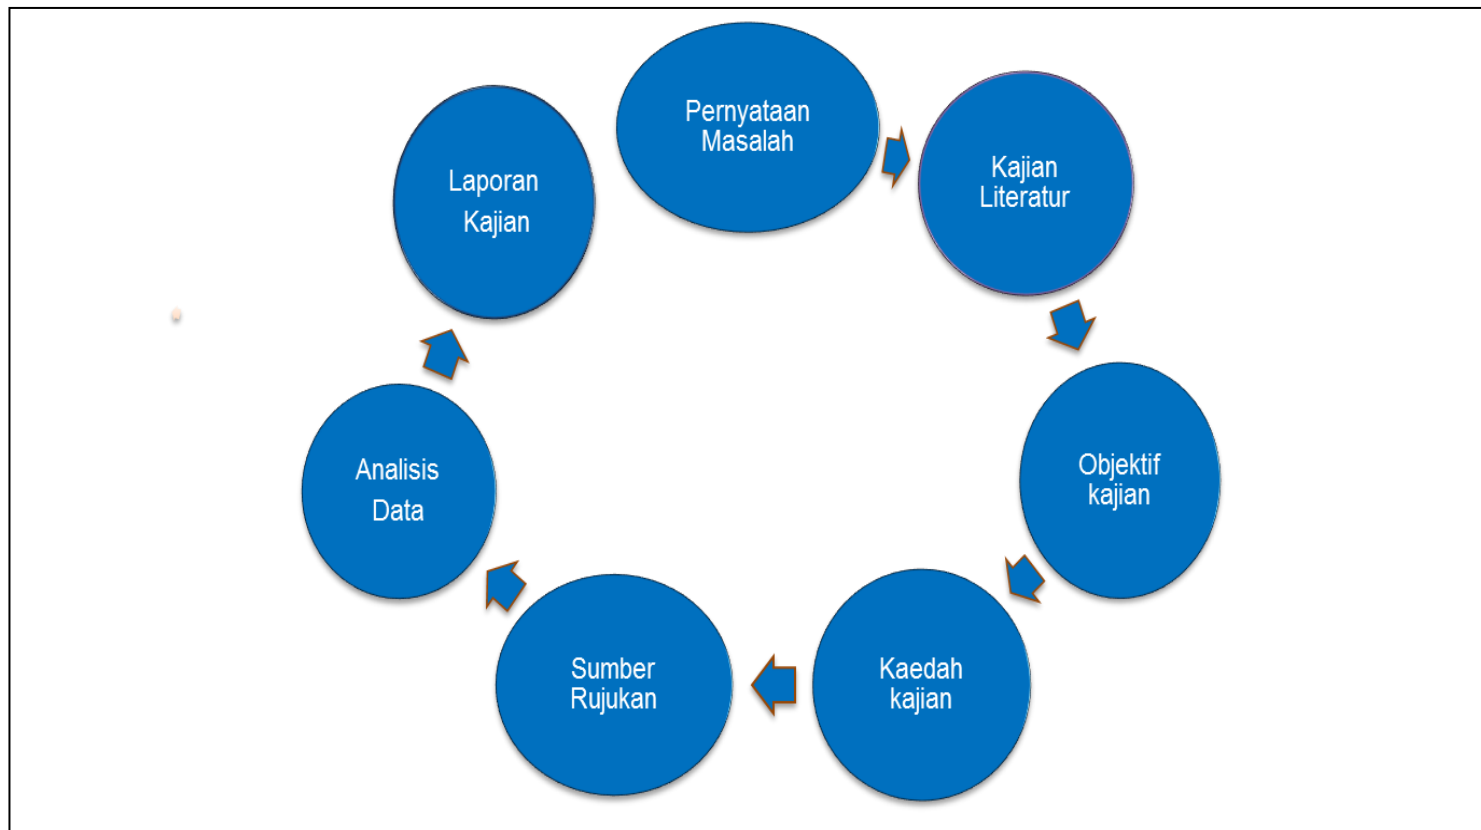 Pernyataan
Masalah
Kajian
Literatur
Objektif
kajian
Kaedah
kajian
Sumber
Rujukan
Analisis
Data
Laporan
Kajian